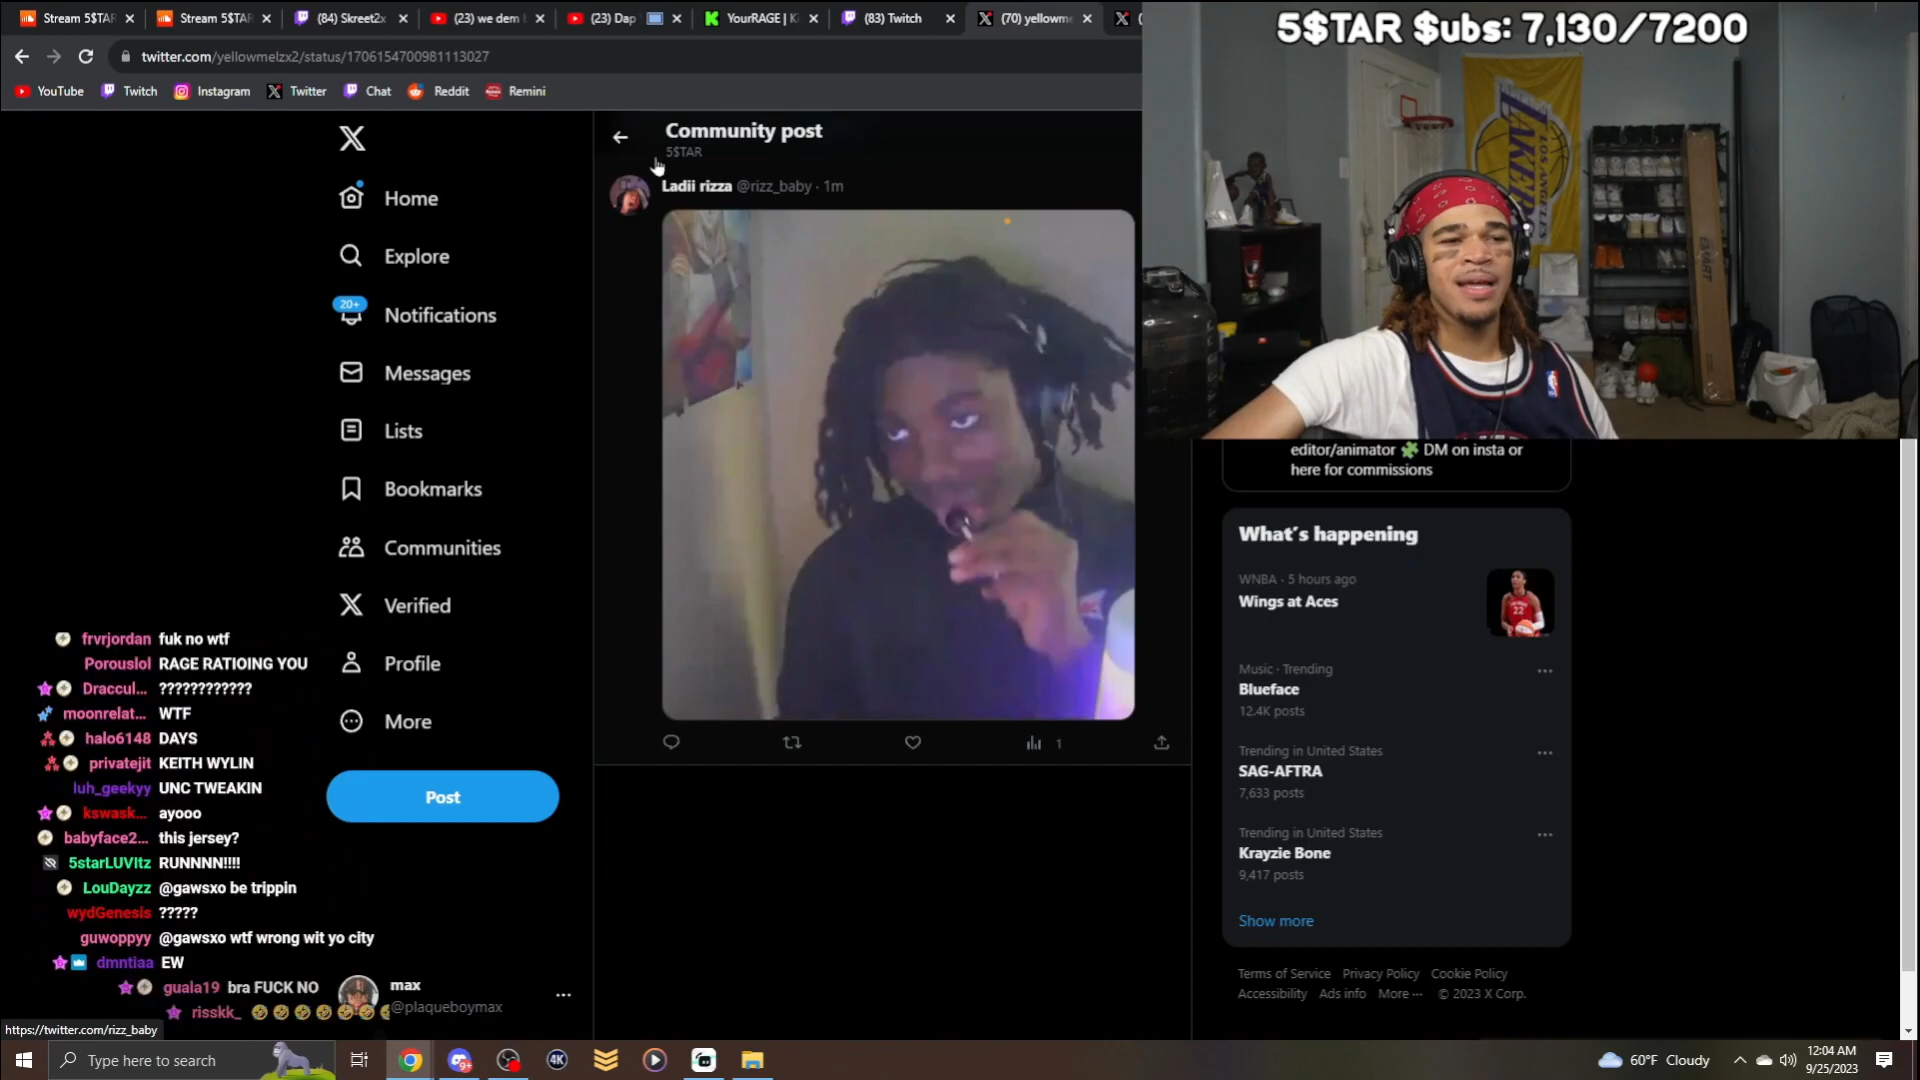 Stream 5$TAR
Stream 5$TA
(84) Skreet2x
(23) we dem
(23) Dap
YourRAGE | Ki
(83) Twitch
(70) yellowme
5$TAR $ubs: 7,130/7200
twitter.com/yellowmelzx2/status/1706154700981113027
YouTube
Twitch
Instagram
Twitter
Chat
Reddit
Remini
Home
Explore
20+
Notifications
Messages
Lists
Bookmarks
Communities
Verified
Profile
More
Post
Community post
5$TAR
Ladii rizza @rizz_baby · 1m
1
LAKERS
LOS ANGELES
editor/animator DM on insta or
here for commissions
What's happening
WNBA · 5 hours ago
Wings at Aces
Music · Trending
Blueface
12.4K posts
Trending in United States
SAG-AFTRA
7,633 posts
Trending in United States
Krayzie Bone
9,417 posts
Show more
Terms of Service Privacy Policy Cookie Policy
Accessibility Ads info More ··· © 2023 X Corp.
frvrjordan fuk no wtf
Porouslol RAGE RATIOING YOU
Draccul... ????????????
moonrelat... WTF
halo6148 DAYS
privatejit KEITH WYLIN
luh_geekyy UNC TWEAKIN
kswask... ayooo
babyface2... this jersey?
5starLUVItz RUNNNN!!!!
LouDayzz @gawsxo be trippin
wydGenesis ?????
guwoppyy @gawsxo wtf wrong wit yo city
dmntiaa EW
guala19 bra FUCK NO
risskk_
max
@plaqueboymax
https://twitter.com/rizz_baby
Type here to search
4K
60°F Cloudy
12:04 AM
9/25/2023